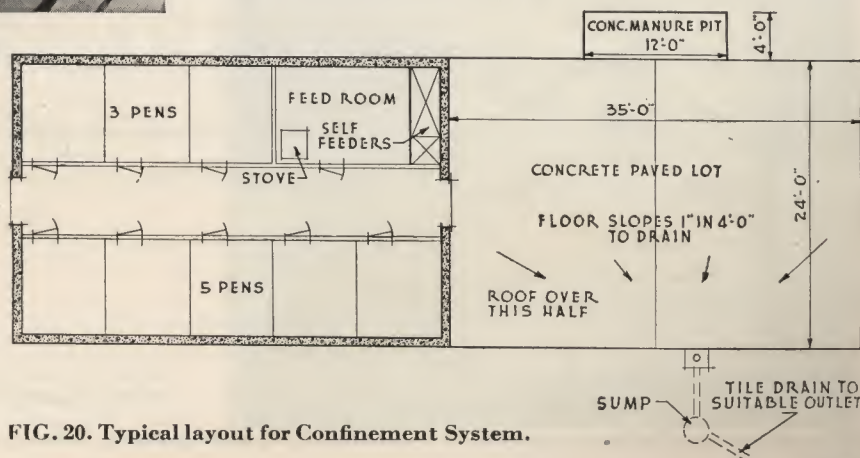 CONC. MANURE PIT
12'-0"
4'-0"
3 PENS
FEED ROOM
SELF
FEEDERS
STOVE
35'-0"
CONCRETE PAVED LOT
24'-0"
FLOOR SLOPES 1" IN 4'-0"
TO DRAIN
5 PENS
ROOF OVER
THIS HALF
SUMP
TILE DRAIN TO
SUITABLE OUTLET
FIG. 20. Typical layout for Confinement System.